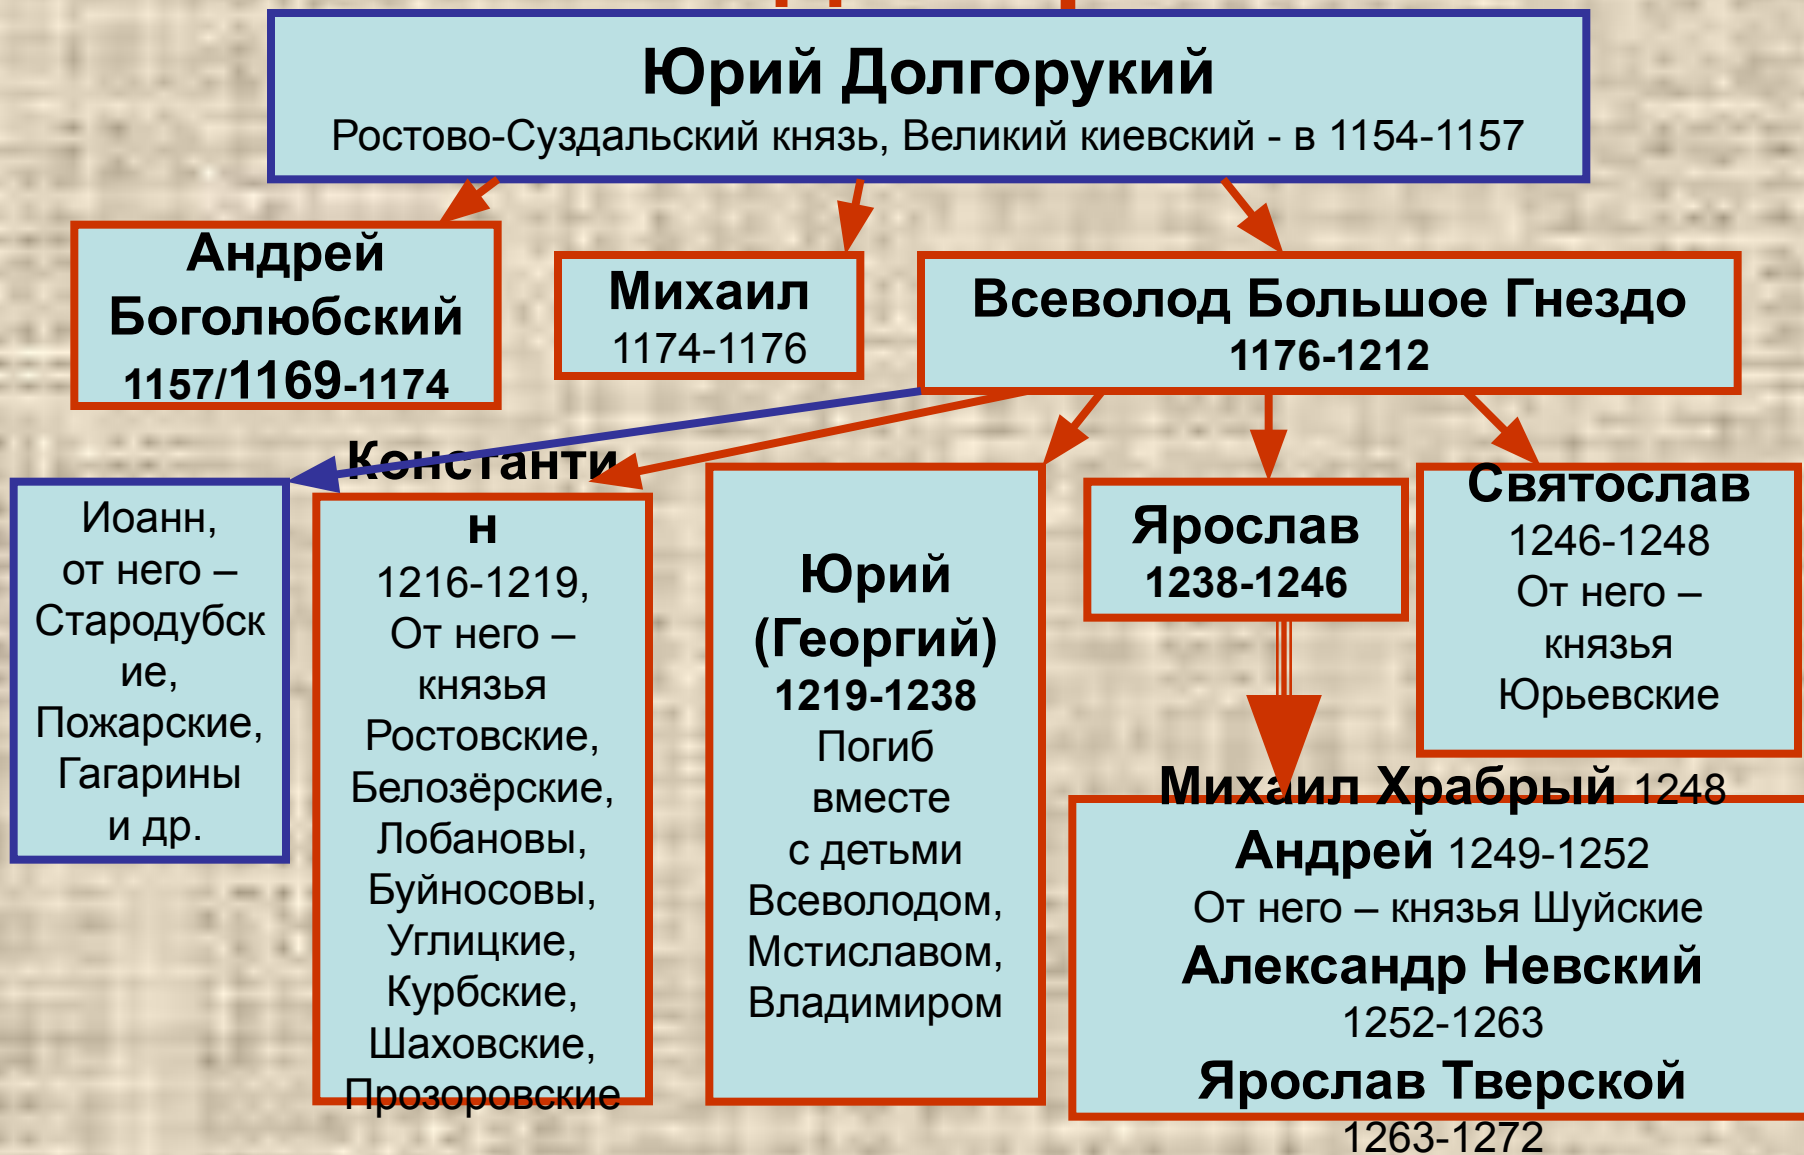 Юрий Долгорукий
Ростово-Суздальский князь, Великий киевский - в 1154-1157
Андрей
Боголюбский
1157/1169-1174
Михаил
1174-1176
Всеволод Большое Гнездо
1176-1212
Иоанн,
от него –
Стародубск
ие,
Пожарские,
Гагарины
и др.
Константи
н
1216-1219,
От него –
князья
Ростовские,
Белозёрские,
Лобановы,
Буйносовы,
Углицкие,
Курбские,
Шаховские,
Прозоровские
Юрий
(Георгий)
1219-1238
Погиб
вместе
с детьми
Всеволодом,
Мстиславом,
Владимиром
Ярослав
1238-1246
Святослав
1246-1248
От него –
князья
Юрьевские
Михаил Храбрый 1248
Андрей 1249-1252
От него – князья Шуйские
Александр Невский
1252-1263
Ярослав Тверской
1263-1272